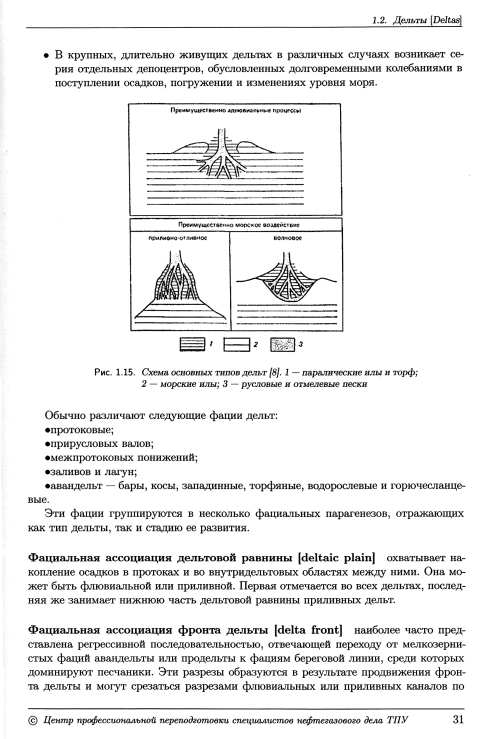 1.2. Дельты [Deltas]
• В крупных, длительно живущих дельтах в различных случаях возникает се-
рия отдельных депоцентров, обусловленных долговременными колебаниями в
поступлении осадков, погружении и изменениях уровня моря.
Преимущественно аллювиальные процессы
Преимущественно морское воздействие
приливно-отливное
волновое
1
2
3
Рис. 1.15. Схема основных типов дельт [8]. 1 — паралические илы и торф;
2 — морские илы; 3 — русловые и отмелевые пески
Обычно различают следующие фации дельт:
•протоковые;
•прирусловых валов;
•межпротоковых понижений;
•заливов и лагун;
•авандельт — бары, косы, западинные, торфяные, водорослевые и горючесланце-
вые.
Эти фации группируются в несколько фациальных парагенезов, отражающих
как тип дельты, так и стадию ее развития.
Фациальная ассоциация дельтовой равнины [deltaic plain] охватывает на-
копление осадков в протоках и во внутридельтовых областях между ними. Она мо-
жет быть флювиальной или приливной. Первая отмечается во всех дельтах, послед-
няя же занимает нижнюю часть дельтовой равнины приливных дельт.
Фациальная ассоциация фронта дельты [delta front] наиболее часто пред-
ставлена регрессивной последовательностью, отвечающей переходу от мелкозерни-
стых фаций авандельты или продельты к фациям береговой линии, среди которых
доминируют песчаники. Эти разрезы образуются в результате продвижения фрон-
та дельты и могут срезаться разрезами флювиальных или приливных каналов по
© Центр профессиональной переподготовки специалистов нефтегазового дела ТПУ 31